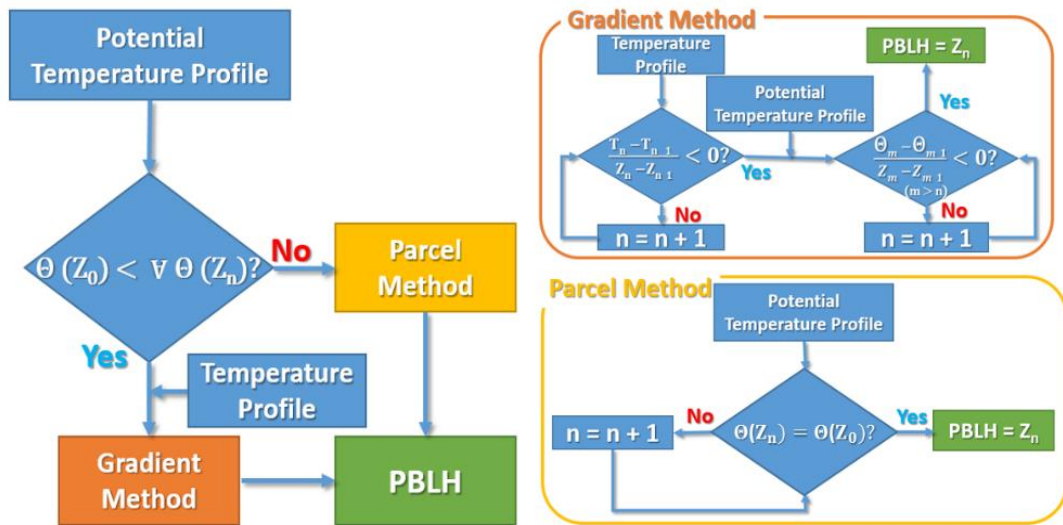 Potential
Temperature Profile
Θ (Z₀) < ∀ Θ (Zₙ)?
No
Parcel
Method
Yes
Temperature
Profile
Gradient
Method
PBLH
Gradient Method
Temperature
Profile
PBLH = Zₙ
Potential
Temperature Profile
Yes
Tₙ−Tₙ ₁
Zₙ−Zₙ ₁
< 0?
Yes
Θₘ−Θₘ ₁
Zₘ−Zₘ ₁
< 0?
(m > n)
No
n = n + 1
No
n = n + 1
Parcel Method
Potential
Temperature Profile
n = n + 1
No
Θ(Zₙ) = Θ(Z₀)?
Yes
PBLH = Zₙ